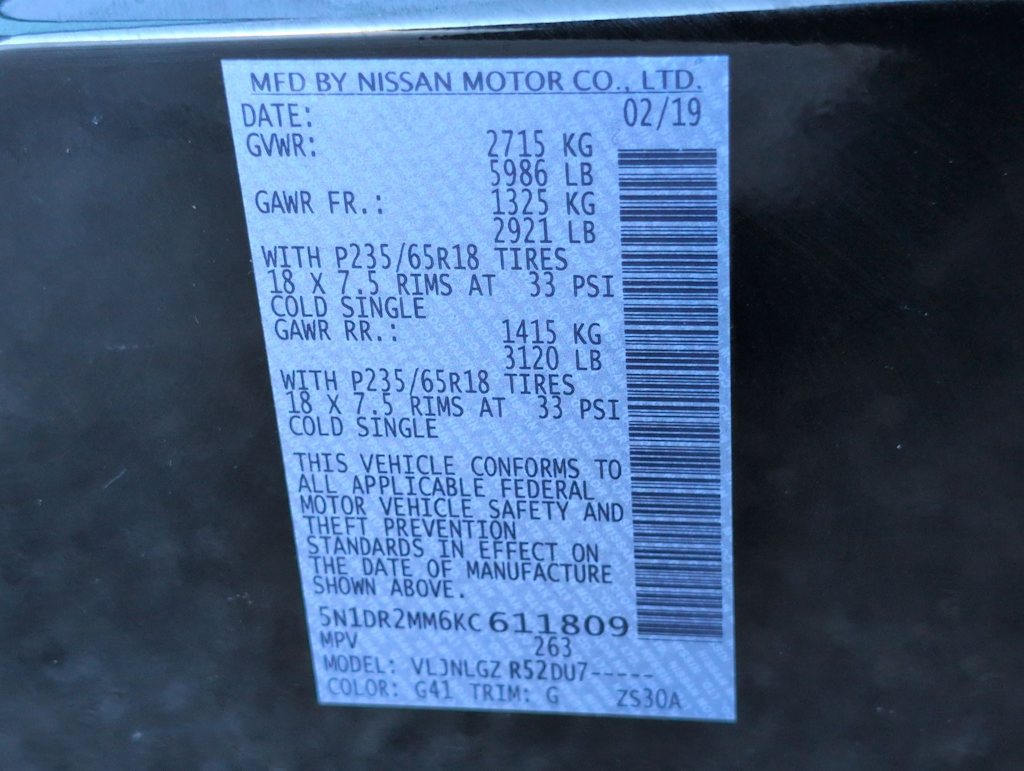 MFD BY NISSAN MOTOR CO., LTD.
DATE: 02/19
GVWR: 2715 KG
5986 LB
GAWR FR.: 1325 KG
2921 LB
WITH P235/65R18 TIRES
18 X 7.5 RIMS AT 33 PSI
COLD SINGLE
GAWR RR.: 1415 KG
3120 LB
WITH P235/65R18 TIRES
18 X 7.5 RIMS AT 33 PSI
COLD SINGLE
THIS VEHICLE CONFORMS TO
ALL APPLICABLE FEDERAL
MOTOR VEHICLE SAFETY AND
THEFT PREVENTION
STANDARDS IN EFFECT ON
THE DATE OF MANUFACTURE
SHOWN ABOVE.
5N1DR2MM6KC611809
MPV 263
MODEL: VLJNLGZ R52DU7-----
COLOR: G41 TRIM: G ZS30A